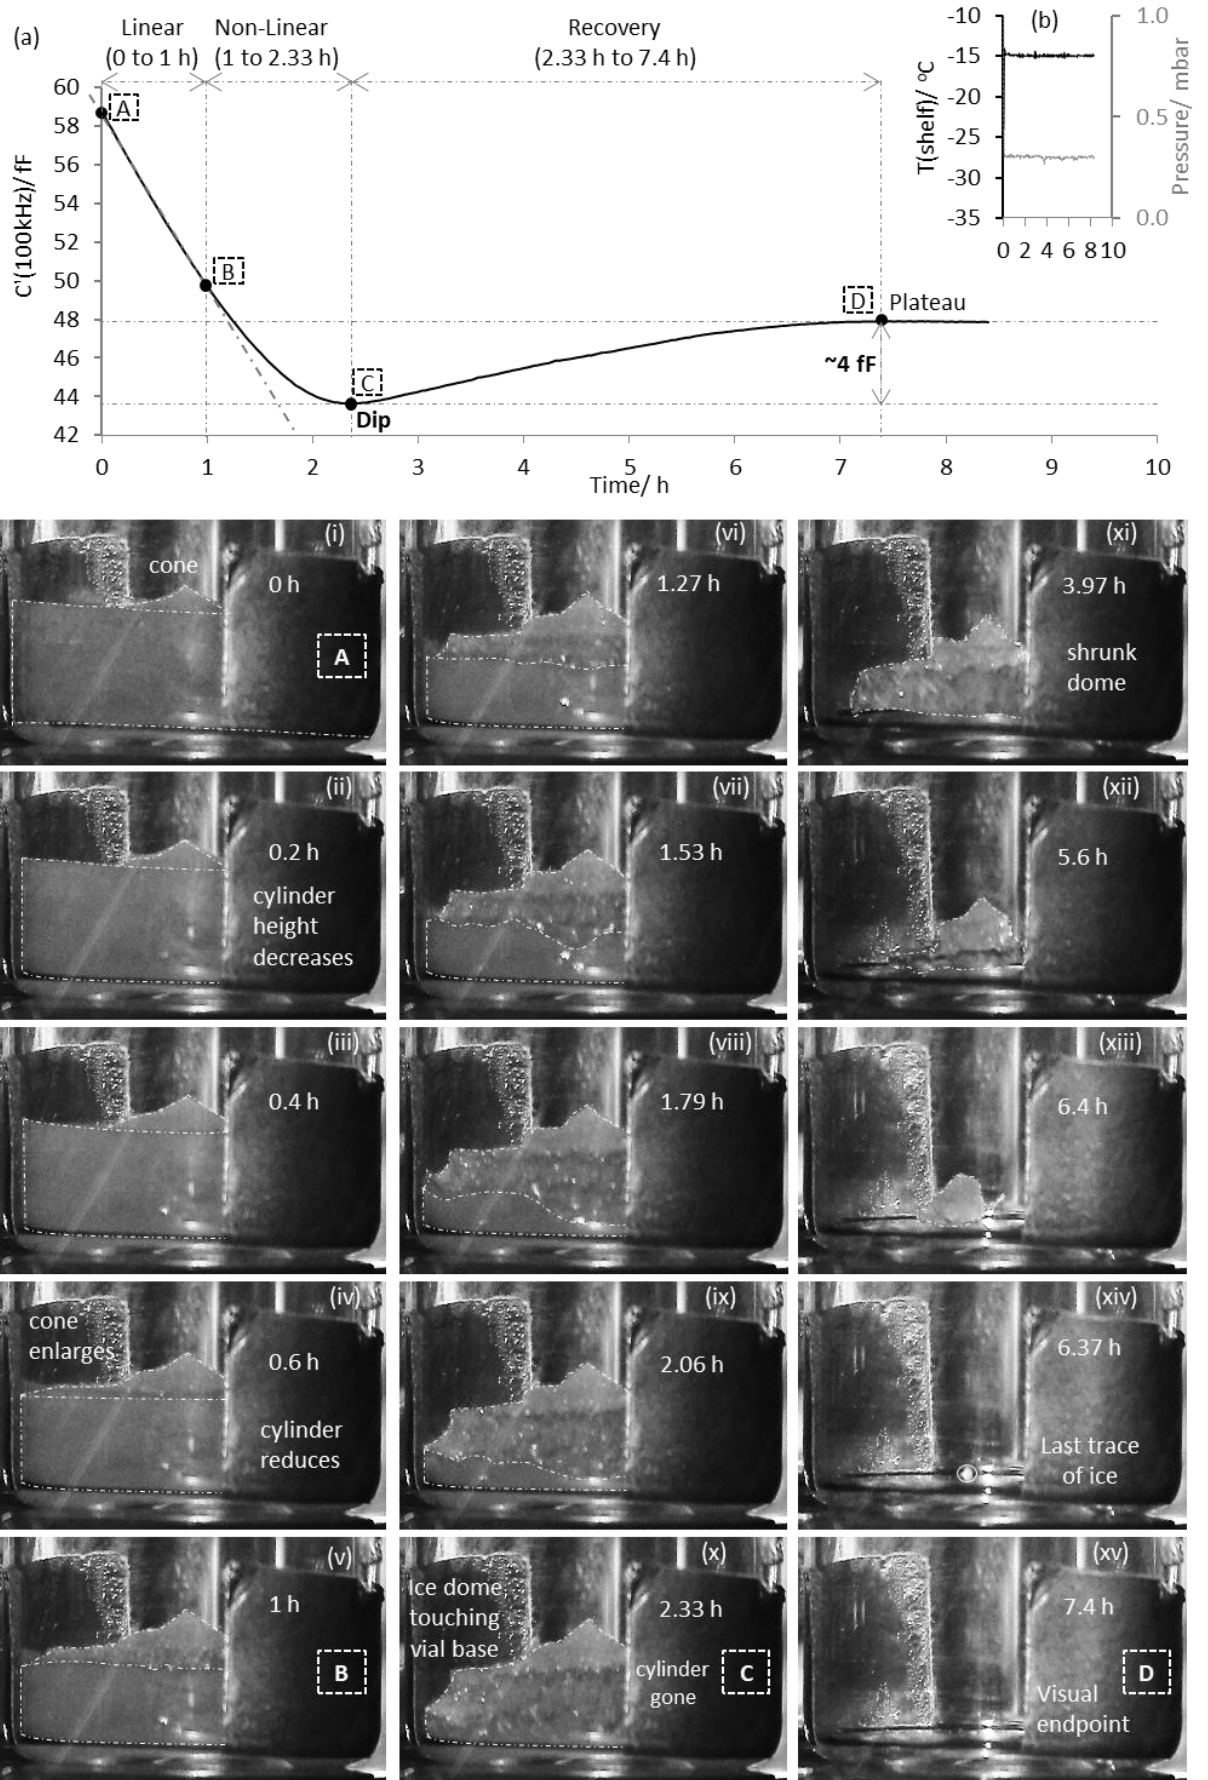 (a)
Linear
(0 to 1 h)
Non-Linear
(1 to 2.33 h)
Recovery
(2.33 h to 7.4 h)
C'(100kHz)/ fF
60
58
56
54
52
50
48
46
44
42
A
B
C
Dip
D
Plateau
~4 fF
0 1 2 3 4 5 6 7 8 9 10
Time/ h
(b)
T(shelf)/ °C
-10
-15
-20
-25
-30
-35
1.0
0.5
0.0
Pressure/ mbar
0 2 4 6 8 10
(i)
cone
0 h
A
(ii)
0.2 h
cylinder
height
decreases
(iii)
0.4 h
(iv)
cone
enlarges
0.6 h
cylinder
reduces
(v)
1 h
B
(vi)
1.27 h
(vii)
1.53 h
(viii)
1.79 h
(ix)
2.06 h
(x)
Ice dome
touching
vial base
2.33 h
cylinder
gone
C
(xi)
3.97 h
shrunk
dome
(xii)
5.6 h
(xiii)
6.4 h
(xiv)
6.37 h
Last trace
of ice
(xv)
7.4 h
D
Visual
endpoint